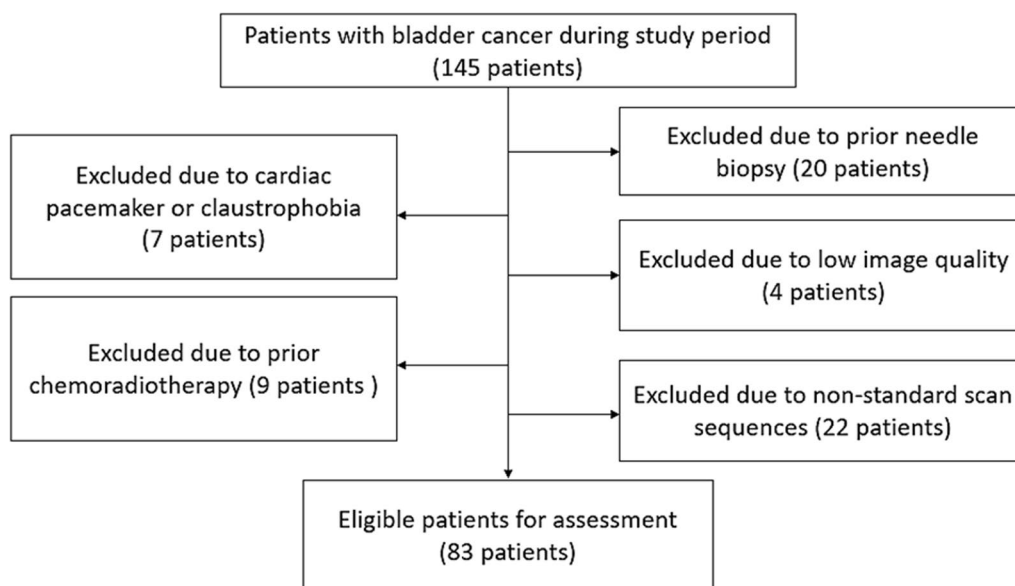 Patients with bladder cancer during study period
(145 patients)
Excluded due to prior needle
biopsy (20 patients)
Excluded due to cardiac
pacemaker or claustrophobia
(7 patients)
Excluded due to low image quality
(4 patients)
Excluded due to prior
chemoradiotherapy (9 patients )
Excluded due to non-standard scan
sequences (22 patients)
Eligible patients for assessment
(83 patients)